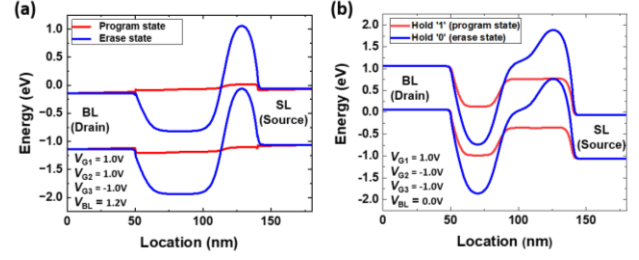 (a)
Program state
Erase state
1.0
0.5
0.0
-0.5
-1.0
-1.5
-2.0
Energy (eV)
BL
(Drain)
SL
(Source)
VG1 = 1.0V
VG2 = 1.0V
VG3 = -1.0V
VBL = 1.2V
0 50 100 150
Location (nm)
(b)
Hold '1' (program state)
Hold '0' (erase state)
2.0
1.5
1.0
0.5
0.0
-0.5
-1.0
-1.5
-2.0
Energy (eV)
BL
(Drain)
SL
(Source)
VG1 = 1.0V
VG2 = -1.0V
VG3 = -1.0V
VBL = 0.0V
0 50 100 150
Location (nm)